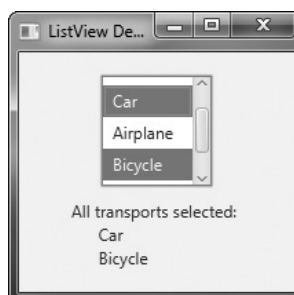 ListView De...
Car
Airplane
Bicycle
All transports selected:
Car
Bicycle